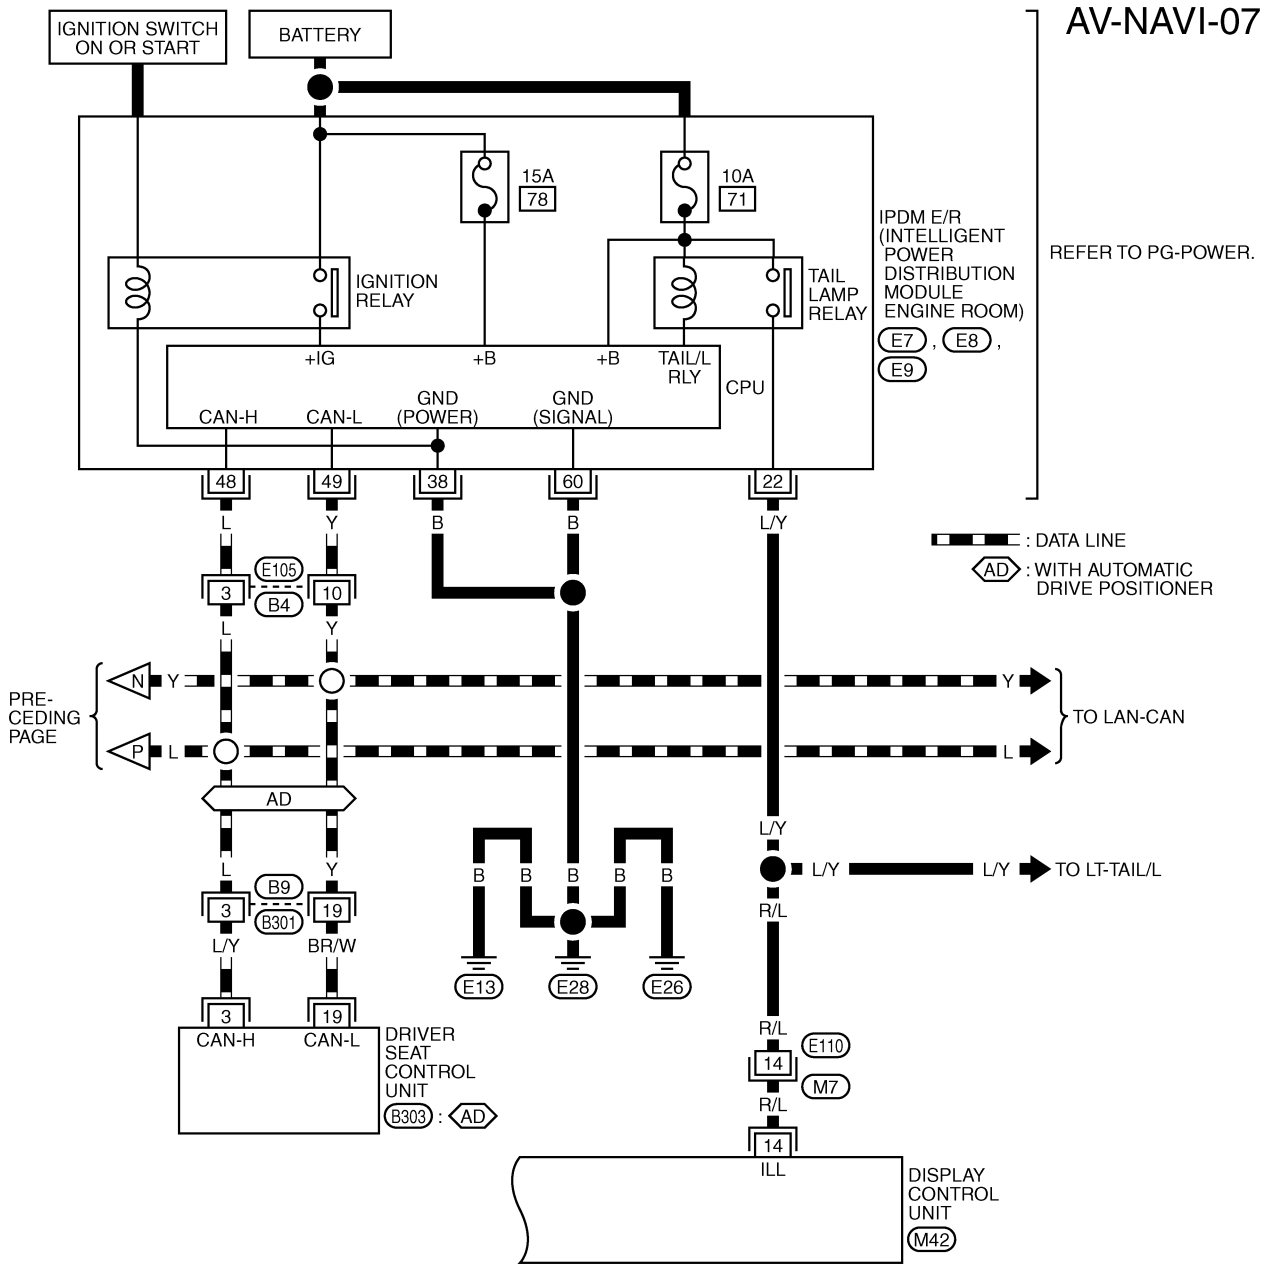 AV-NAVI-07
IGNITION SWITCH
ON OR START
BATTERY
15A
78
10A
71
IPDM E/R
(INTELLIGENT
POWER
DISTRIBUTION
MODULE
ENGINE ROOM)
E7 , E8 ,
E9
REFER TO PG-POWER.
IGNITION
RELAY
TAIL
LAMP
RELAY
+IG
+B
+B
TAIL/L
RLY
CPU
CAN-H
CAN-L
GND
(POWER)
GND
(SIGNAL)
48
49
38
60
22
L
Y
B
B
L/Y
: DATA LINE
AD : WITH AUTOMATIC
DRIVE POSITIONER
E105
3
10
B4
L
Y
PRE-
CEDING
PAGE
N
Y
Y
P
L
L
TO LAN-CAN
AD
L/Y
L
Y
B
B
B
B
B
L/Y
L/Y
TO LT-TAIL/L
B9
3
19
B301
R/L
L/Y
BR/W
E13
E28
E26
3
19
CAN-H
CAN-L
DRIVER
SEAT
CONTROL
UNIT
B303 : AD
R/L
E110
14
M7
R/L
14
ILL
DISPLAY
CONTROL
UNIT
M42